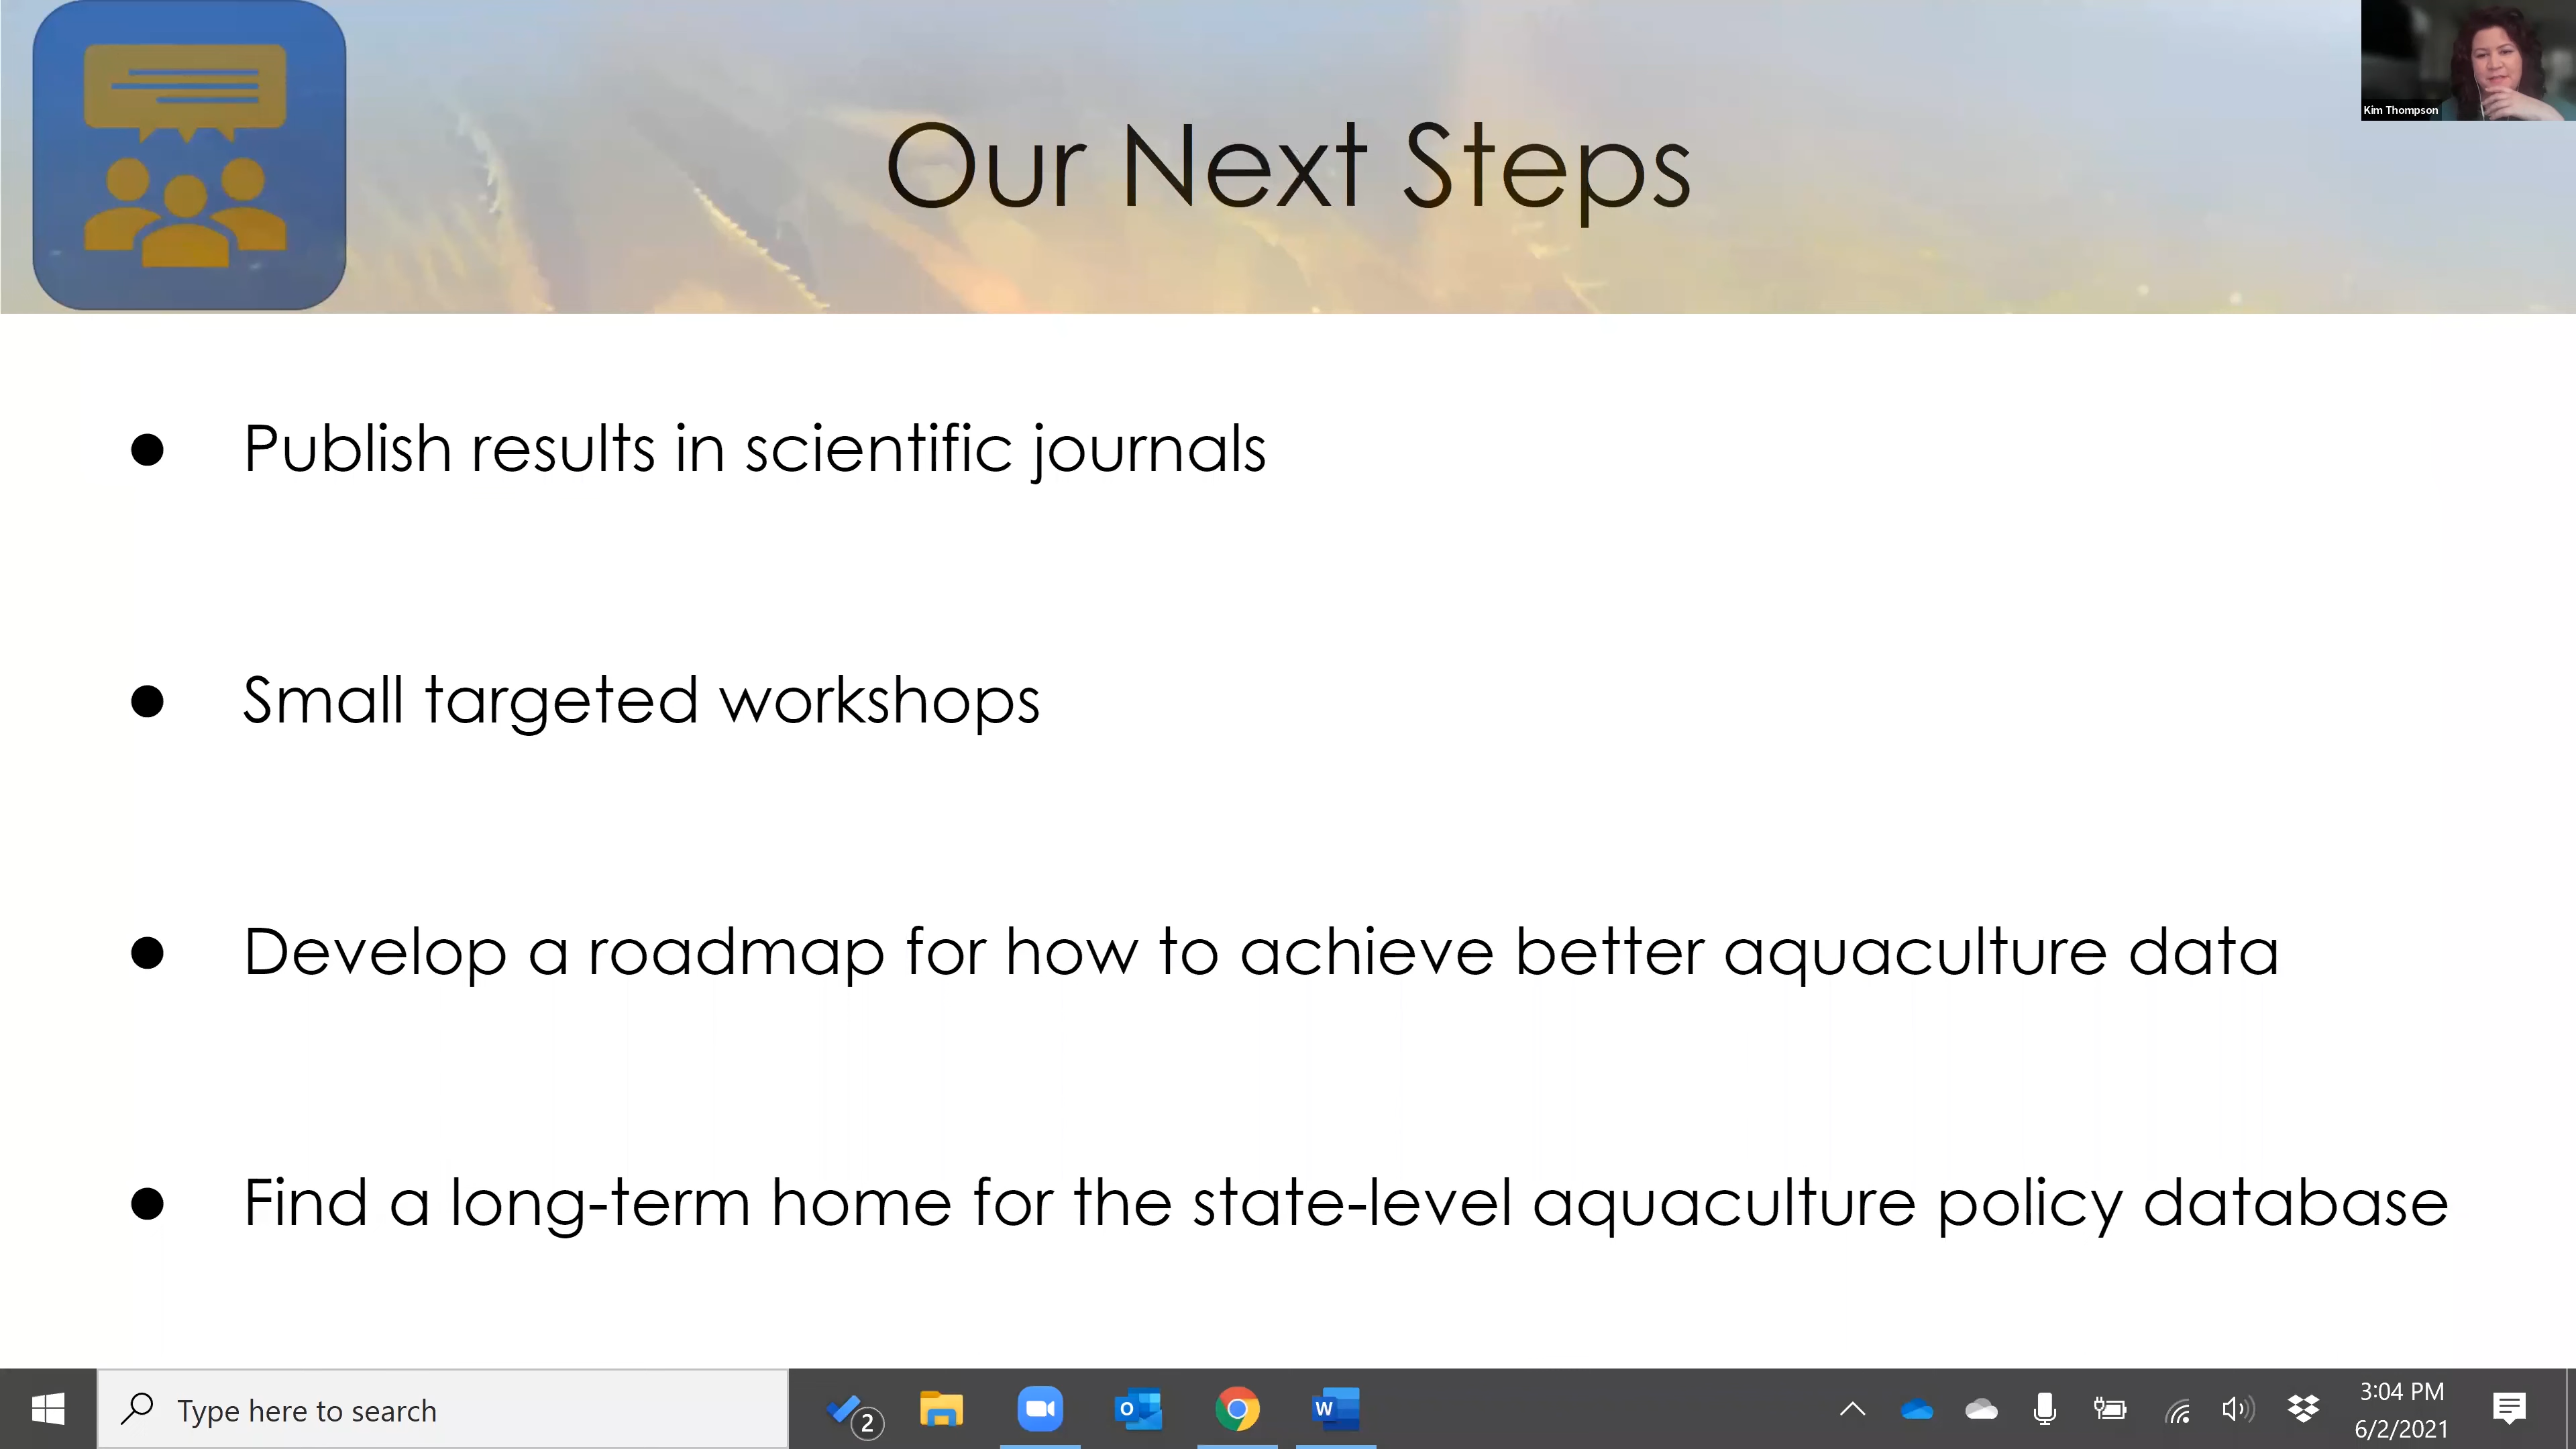 Kim Thompson
Our Next Steps
● Publish results in scientific journals
● Small targeted workshops
● Develop a roadmap for how to achieve better aquaculture data
● Find a long-term home for the state-level aquaculture policy database
Type here to search
2
O
W
3:04 PM
6/2/2021